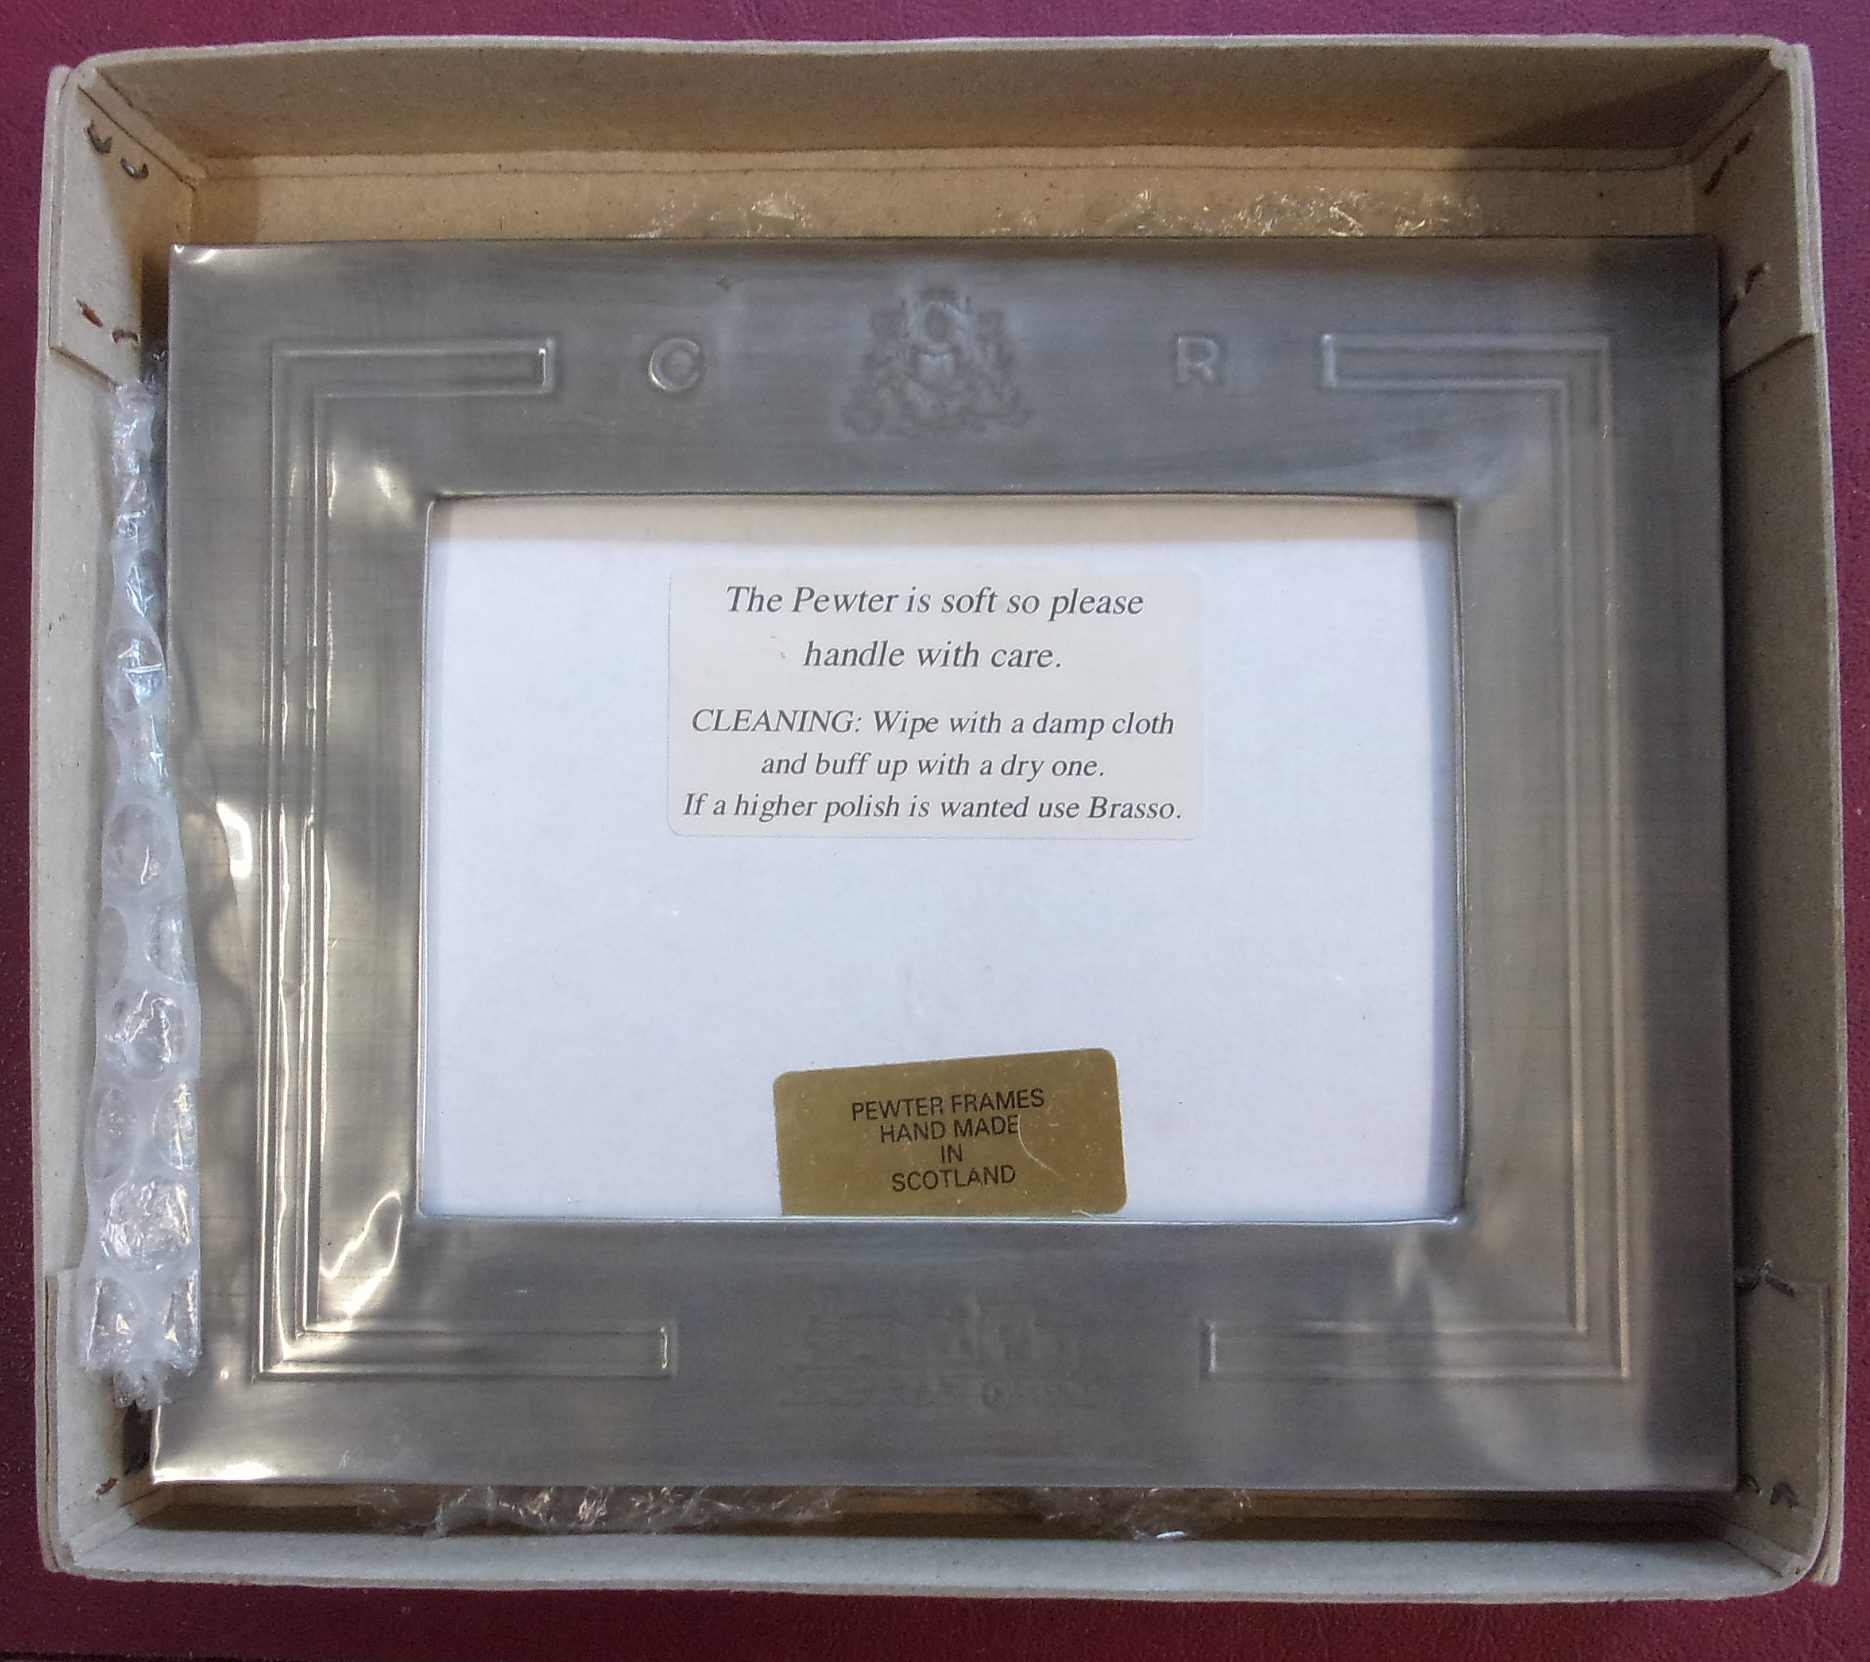 C R
The Pewter is soft so please
handle with care.
CLEANING: Wipe with a damp cloth
and buff up with a dry one.
If a higher polish is wanted use Brasso.
PEWTER FRAMES
HAND MADE
IN
SCOTLAND